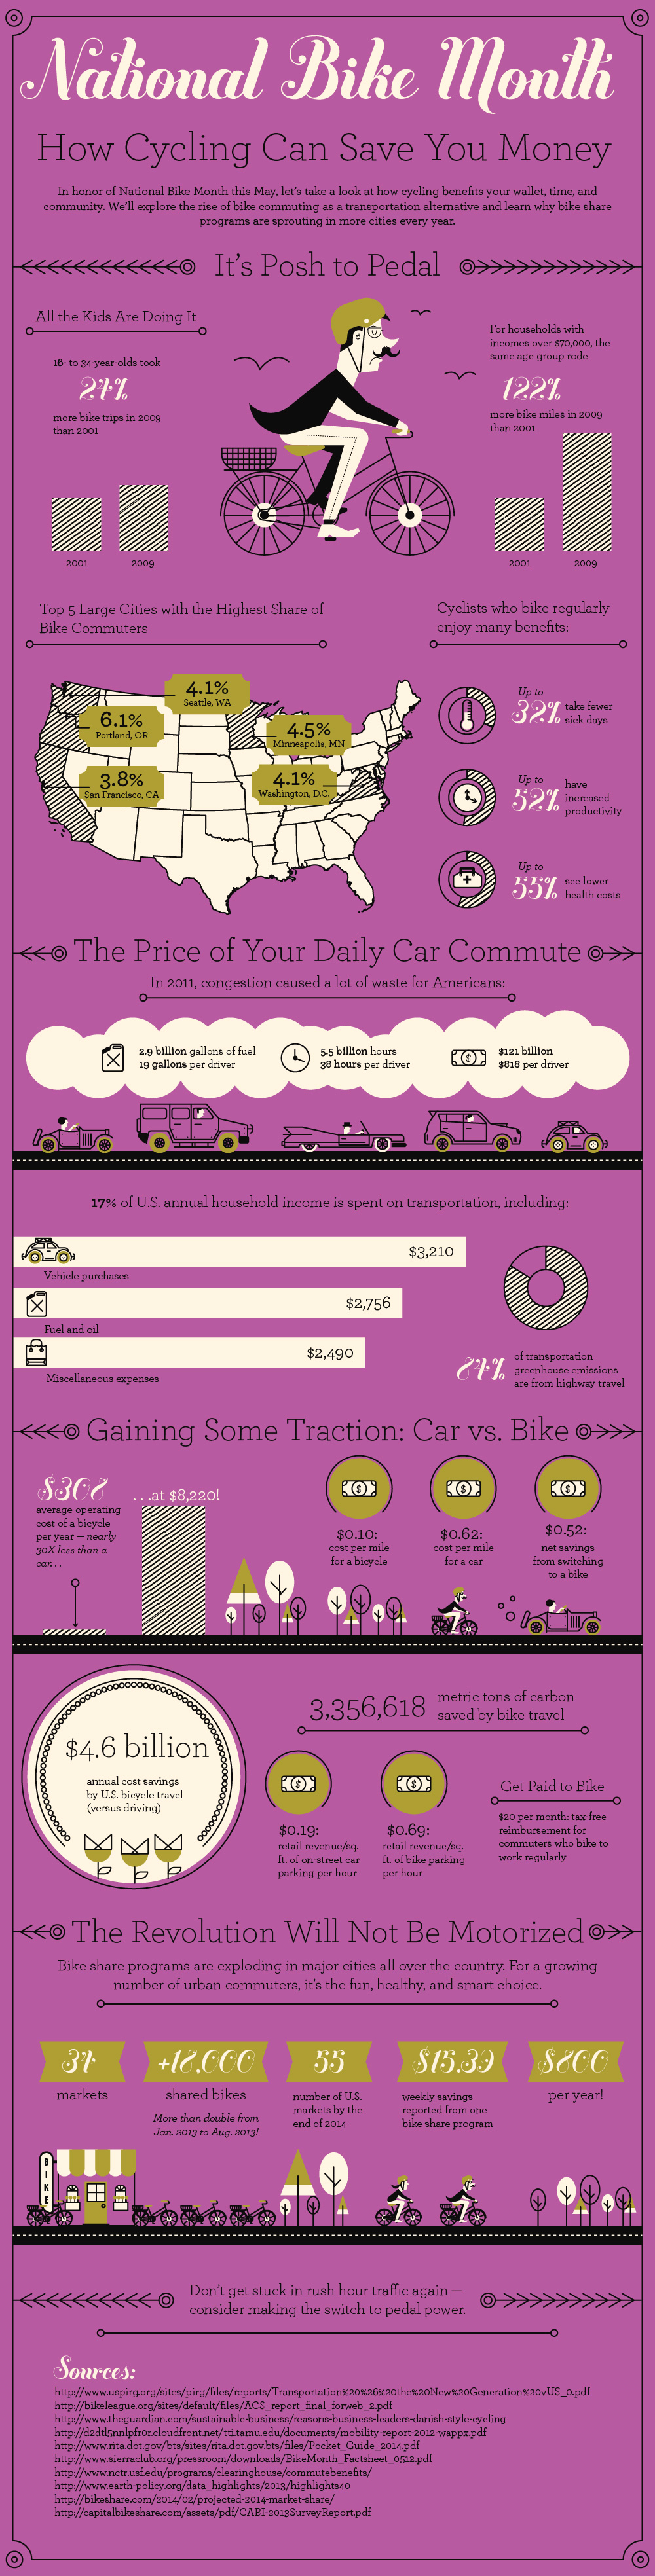 National Bike Month
How Cycling Can Save You Money
In honor of National Bike Month this May, let's take a look at how cycling benefits your wallet, time, and
community. We'll explore the rise of bike commuting as a transportation alternative and learn why bike share
programs are sprouting in more cities every year.
It's Posh to Pedal
All the Kids Are Doing It
16- to 34-year-olds took
24%
more bike trips in 2009
than 2001
2001
2009
For households with
incomes over $70,000, the
same age group rode
122%
more bike miles in 2009
than 2001
2001
2009
Top 5 Large Cities with the Highest Share of
Bike Commuters
4.1%
Seattle, WA
6.1%
Portland, OR
4.5%
Minneapolis, MN
3.8%
San Francisco, CA
4.1%
Washington, D.C.
Cyclists who bike regularly
enjoy many benefits:
Up to
32% take fewer
sick days
Up to
52% have
increased
productivity
Up to
55% see lower
health costs
The Price of Your Daily Car Commute
In 2011, congestion caused a lot of waste for Americans:
2.9 billion gallons of fuel
19 gallons per driver
5.5 billion hours
38 hours per driver
$121 billion
$818 per driver
17% of U.S. annual household income is spent on transportation, including:
$3,210
Vehicle purchases
$2,756
Fuel and oil
$2,490
Miscellaneous expenses
84% of transportation
greenhouse emissions
are from highway travel
Gaining Some Traction: Car vs. Bike
$308
average operating
cost of a bicycle
per year — nearly
30X less than a
car. . .
. . .at $8,220!
$0.10:
cost per mile
for a bicycle
$0.62:
cost per mile
for a car
$0.52:
net savings
from switching
to a bike
$4.6 billion
annual cost savings
by U.S. bicycle travel
(versus driving)
3,356,618 metric tons of carbon
saved by bike travel
$0.19:
retail revenue/sq.
ft. of on-street car
parking per hour
$0.69:
retail revenue/sq.
ft. of bike parking
per hour
Get Paid to Bike
$20 per month: tax-free
reimbursement for
commuters who bike to
work regularly
The Revolution Will Not Be Motorized
Bike share programs are exploding in major cities all over the country. For a growing
number of urban commuters, it's the fun, healthy, and smart choice.
34
markets
+18,000
shared bikes
More than double from
Jan. 2013 to Aug. 2013!
55
number of U.S.
markets by the
end of 2014
$15.39
weekly savings
reported from one
bike share program
$800
per year!
BIKE
Don't get stuck in rush hour traffic again —
consider making the switch to pedal power.
Sources:
http://www.uspirg.org/sites/pirg/files/reports/Transportation%20%26%20the%20New%20Generation%20vUS_0.pdf
http://bikeleague.org/sites/default/files/ACS_report_final_forweb_2.pdf
http://www.theguardian.com/sustainable-business/reasons-business-leaders-danish-style-cycling
http://d2dtl5nnlpfr0r.cloudfront.net/tti.tamu.edu/documents/mobility-report-2012-wappx.pdf
http://www.rita.dot.gov/bts/sites/rita.dot.gov.bts/files/Pocket_Guide_2014.pdf
http://www.sierraclub.org/pressroom/downloads/BikeMonth_Factsheet_0512.pdf
http://www.nctr.usf.edu/programs/clearinghouse/commutebenefits/
http://www.earth-policy.org/data_highlights/2013/highlights40
http://bikeshare.com/2014/02/projected-2014-market-share/
http://capitalbikeshare.com/assets/pdf/CABI-2013SurveyReport.pdf